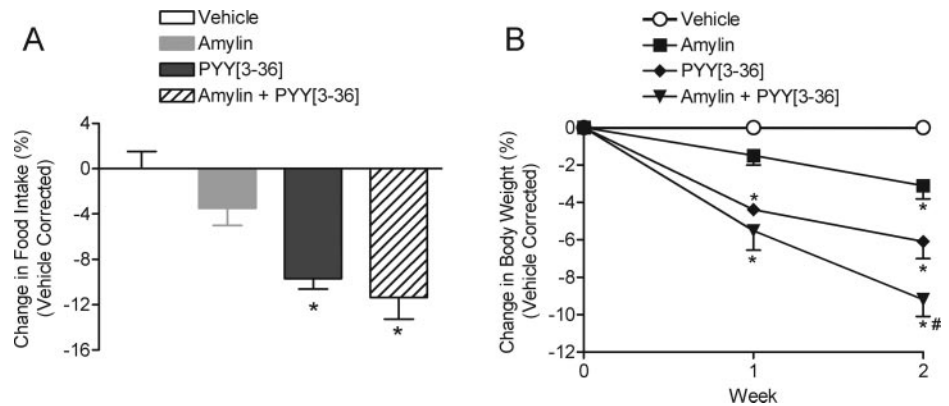 A
Vehicle
Amylin
PYY[3-36]
Amylin + PYY[3-36]
Change in Food Intake (%)
(Vehicle Corrected)
4
0
-4
-8
-12
-16
*
*
B
Vehicle
Amylin
PYY[3-36]
Amylin + PYY[3-36]
Change in Body Weight (%)
(Vehicle Corrected)
0
-2
-4
-6
-8
-10
-12
*
*
*
*
*#
0
1
2
Week